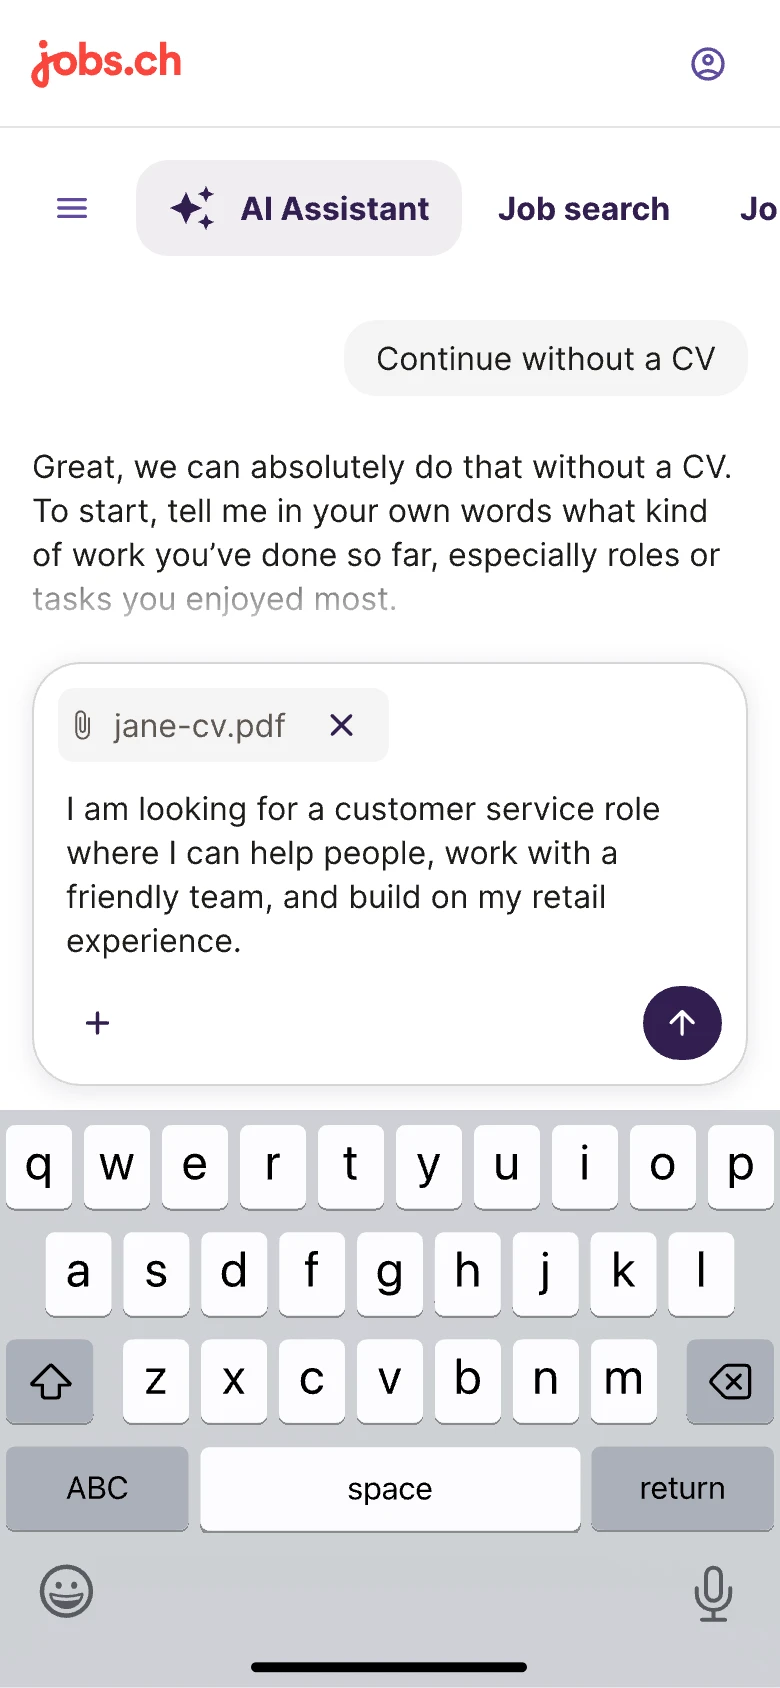 jobs.ch
AI Assistant Job search Jo
Continue without a CV
Great, we can absolutely do that without a CV.
To start, tell me in your own words what kind
of work you’ve done so far, especially roles or
tasks you enjoyed most.
jane-cv.pdf
I am looking for a customer service role
where I can help people, work with a
friendly team, and build on my retail
experience.
q w e r t y u i o p
a s d f g h j k l
z x c v b n m
ABC space return